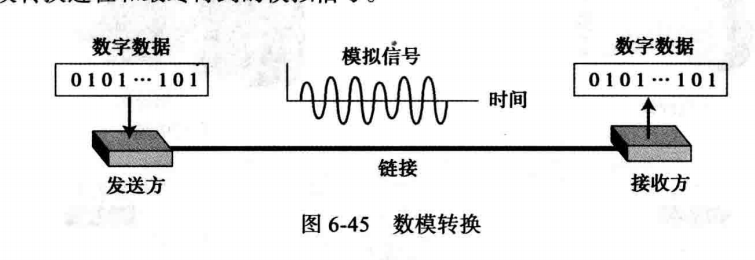 数字数据
数字数据
模拟信号
0101…101
0101…101
时间
链接
发送方
接收方
图 6-45 数模转换